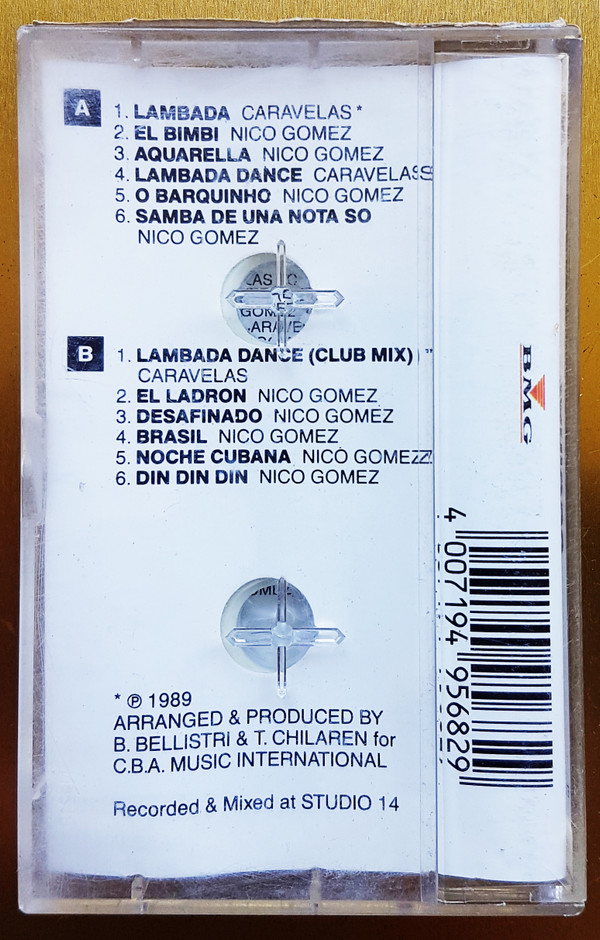 A
1. LAMBADA CARAVELAS *
2. EL BIMBI NICO GOMEZ
3. AQUARELLA NICO GOMEZ
4. LAMBADA DANCE CARAVELAS
5. O BARQUINHO NICO GOMEZ
6. SAMBA DE UNA NOTA SO
NICO GOMEZ
B
1. LAMBADA DANCE (CLUB MIX) *
CARAVELAS
2. EL LADRON NICO GOMEZ
3. DESAFINADO NICO GOMEZ
4. BRASIL NICO GOMEZ
5. NOCHE CUBANA NICO GOMEZ
6. DIN DIN DIN NICO GOMEZ
* ℗ 1989
ARRANGED & PRODUCED BY
B. BELLISTRI & T. CHILAREN for
C.B.A. MUSIC INTERNATIONAL
Recorded & Mixed at STUDIO 14
BMG
4 007194 956829